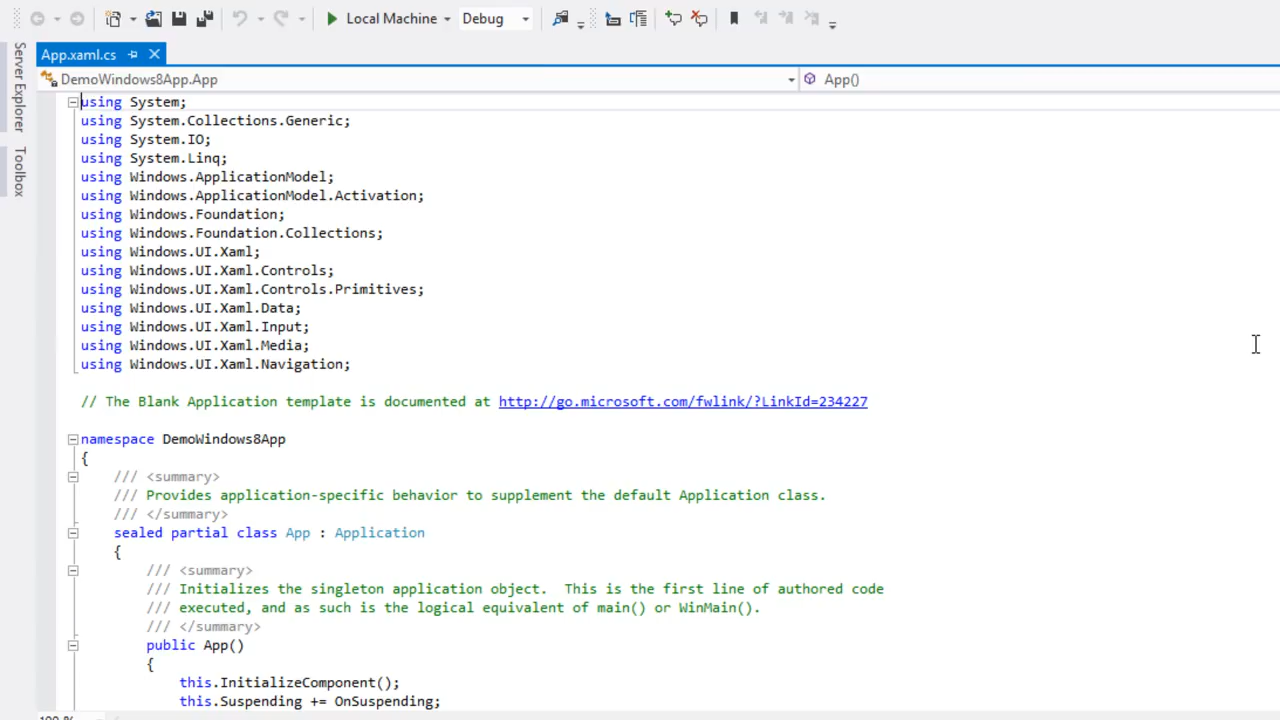 Local Machine Debug
App.xaml.cs
DemoWindows8App.App App()
Server Explorer
Toolbox
using System;
using System.Collections.Generic;
using System.IO;
using System.Linq;
using Windows.ApplicationModel;
using Windows.ApplicationModel.Activation;
using Windows.Foundation;
using Windows.Foundation.Collections;
using Windows.UI.Xaml;
using Windows.UI.Xaml.Controls;
using Windows.UI.Xaml.Controls.Primitives;
using Windows.UI.Xaml.Data;
using Windows.UI.Xaml.Input;
using Windows.UI.Xaml.Media;
using Windows.UI.Xaml.Navigation;
// The Blank Application template is documented at http://go.microsoft.com/fwlink/?LinkId=234227
namespace DemoWindows8App
{
/// <summary>
/// Provides application-specific behavior to supplement the default Application class.
/// </summary>
sealed partial class App : Application
{
/// <summary>
/// Initializes the singleton application object.  This is the first line of authored code
/// executed, and as such is the logical equivalent of main() or WinMain().
/// </summary>
public App()
{
this.InitializeComponent();
this.Suspending += OnSuspending;